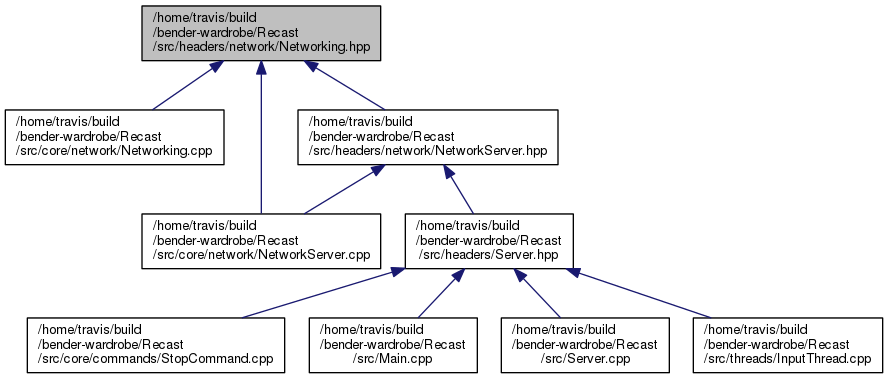 /home/travis/build
/bender-wardrobe/Recast
/src/headers/network/Networking.hpp
/home/travis/build
/bender-wardrobe/Recast
/src/core/network/Networking.cpp
/home/travis/build
/bender-wardrobe/Recast
/src/headers/network/NetworkServer.hpp
/home/travis/build
/bender-wardrobe/Recast
/src/core/network/NetworkServer.cpp
/home/travis/build
/bender-wardrobe/Recast
/src/headers/Server.hpp
/home/travis/build
/bender-wardrobe/Recast
/src/core/commands/StopCommand.cpp
/home/travis/build
/bender-wardrobe/Recast
/src/Main.cpp
/home/travis/build
/bender-wardrobe/Recast
/src/Server.cpp
/home/travis/build
/bender-wardrobe/Recast
/src/threads/InputThread.cpp